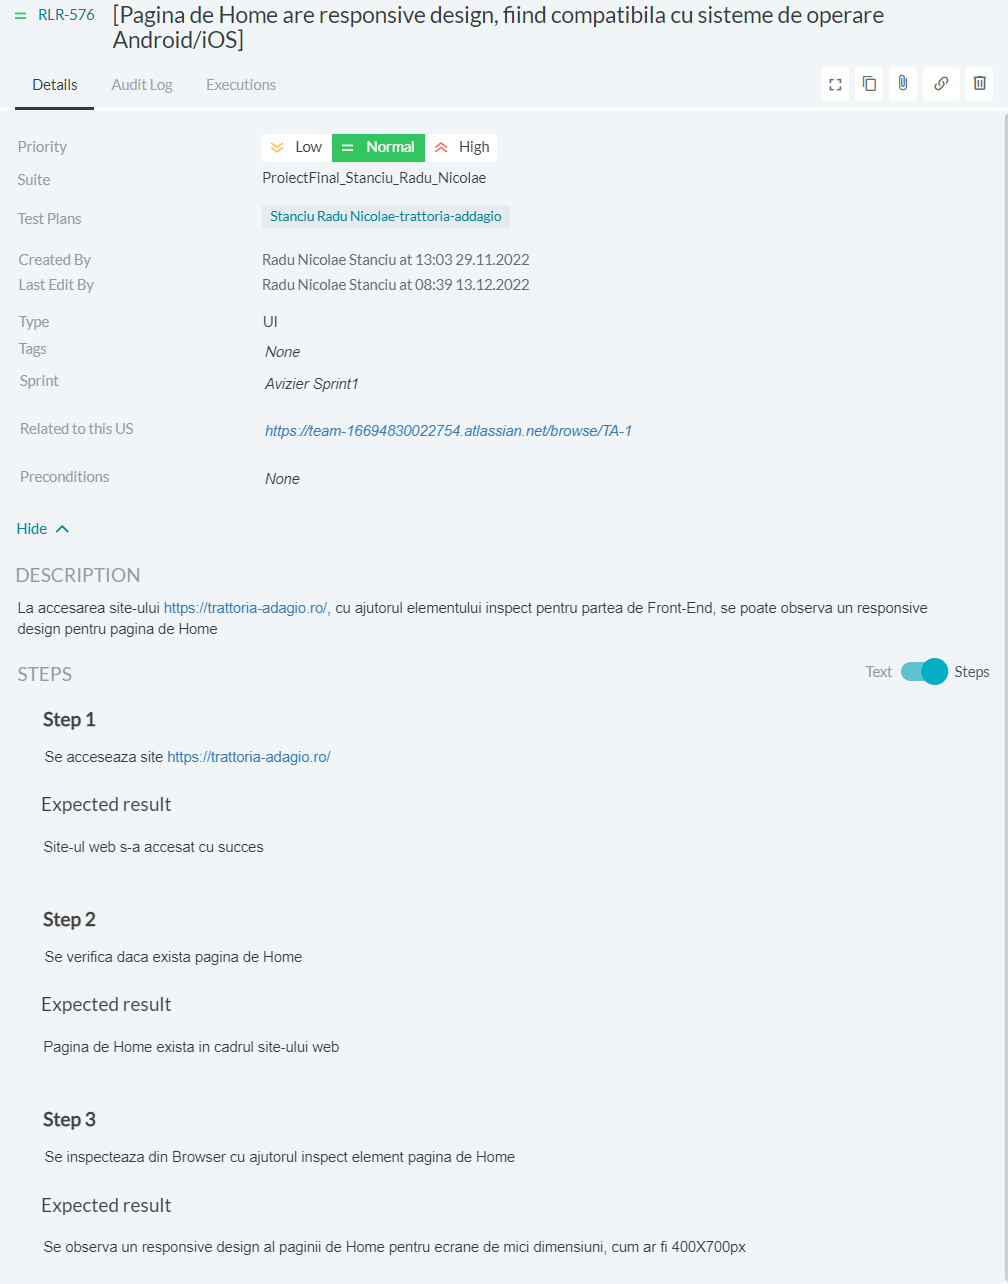 RLR-576 [Pagina de Home are responsive design, fiind compatibila cu sisteme de operare
Android/iOS]
Details Audit Log Executions
Priority Low Normal High
Suite ProiectFinal_Stanciu_Radu_Nicolae
Test Plans Stanciu Radu Nicolae-trattoria-addagio
Created By Radu Nicolae Stanciu at 13:03 29.11.2022
Last Edit By Radu Nicolae Stanciu at 08:39 13.12.2022
Type UI
Tags None
Sprint Avizier Sprint1
Related to this US https://team-16694830022754.atlassian.net/browse/TA-1
Preconditions None
Hide
DESCRIPTION
La accesarea site-ului https://trattoria-adagio.ro/, cu ajutorul elementului inspect pentru partea de Front-End, se poate observa un responsive
design pentru pagina de Home
STEPS Text Steps
Step 1
Se acceseaza site https://trattoria-adagio.ro/
Expected result
Site-ul web s-a accesat cu succes
Step 2
Se verifica daca exista pagina de Home
Expected result
Pagina de Home exista in cadrul site-ului web
Step 3
Se inspecteaza din Browser cu ajutorul inspect element pagina de Home
Expected result
Se observa un responsive design al paginii de Home pentru ecrane de mici dimensiuni, cum ar fi 400X700px